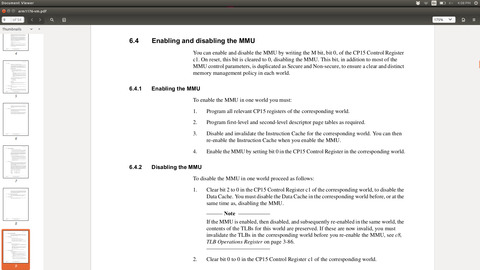 Document Viewer
4:26 PM
arm1176.ve.pdf
175%
Thumbnails
4
5
6
7
8
9
6.4 Enabling and disabling the MMU
You can enable and disable the MMU by writing the M bit, bit 0, of the CP15 Control Register
c1. On reset, this bit is cleared to 0, disabling the MMU. This bit, in addition to most of the
MMU control parameters, is duplicated as Secure and Non-secure, to ensure a clear and distinct
memory management policy in each world.
6.4.1 Enabling the MMU
To enable the MMU in one world you must:
1. Program all relevant CP15 registers of the corresponding world.
2. Program first-level and second-level descriptor page tables as required.
3. Disable and invalidate the Instruction Cache for the corresponding world. You can then
re-enable the Instruction Cache when you enable the MMU.
4. Enable the MMU by setting bit 0 in the CP15 Control Register in the corresponding world.
6.4.2 Disabling the MMU
To disable the MMU in one world proceed as follows:
1. Clear bit 2 to 0 in the CP15 Control Register c1 of the corresponding world, to disable the
Data Cache. You must disable the Data Cache in the corresponding world before, or at the
same time as, disabling the MMU.
Note
If the MMU is enabled, then disabled, and subsequently re-enabled in the same world, the
contents of the TLBs for this world are preserved. If these are now invalid, you must
invalidate the TLBs in the corresponding world before you re-enable the MMU, see c8,
TLB Operations Register on page 3-86.
2. Clear bit 0 to 0 in the CP15 Control Register c1 of the corresponding world.